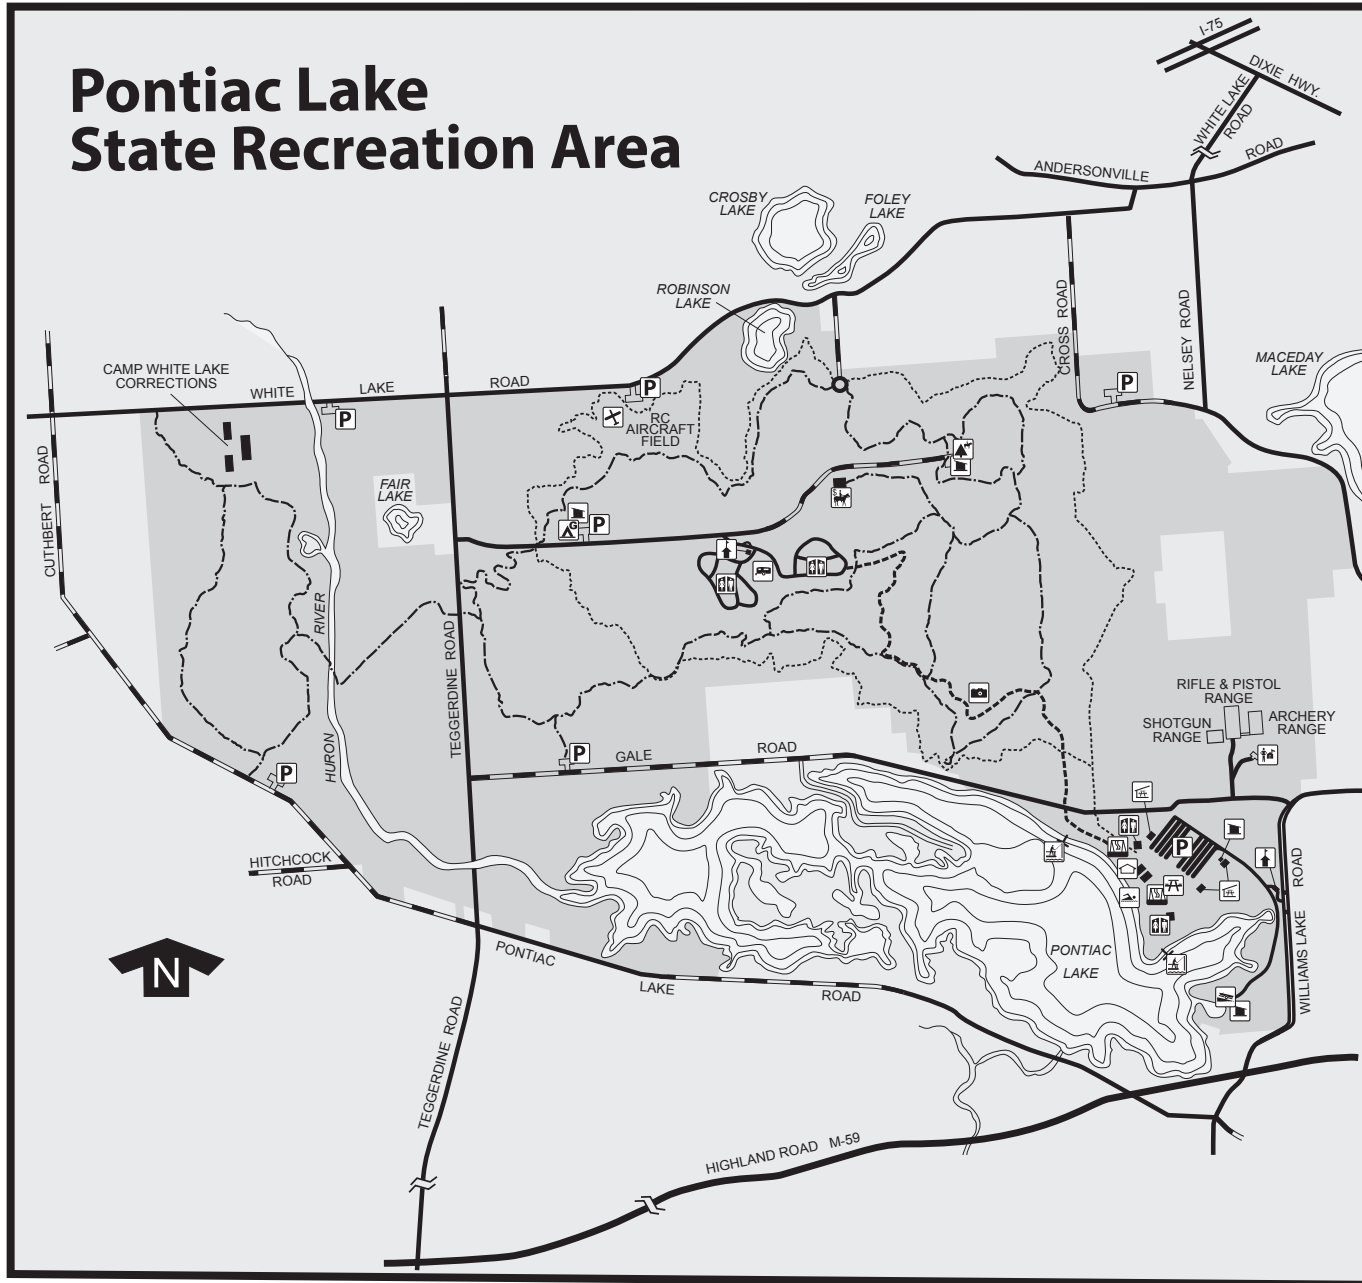 Pontiac Lake
State Recreation Area
I-75
DIXIE HWY.
WHITE LAKE
ROAD
ANDERSONVILLE
ROAD
CROSBY
LAKE
FOLEY
LAKE
ROBINSON
LAKE
CROSS ROAD
NELSEY ROAD
MACEDAY
LAKE
CAMP WHITE LAKE
CORRECTIONS
WHITE LAKE ROAD
P
P
P
RC
AIRCRAFT
FIELD
CUTHBERT ROAD
FAIR
LAKE
S
G
P
RIVER
HURON
TEGGERDINE ROAD
RIFLE & PISTOL
RANGE
SHOTGUN
RANGE
ARCHERY
RANGE
P
P
GALE ROAD
HITCHCOCK
ROAD
P
WILLIAMS LAKE ROAD
N
PONTIAC
LAKE
PONTIAC LAKE ROAD
TEGGERDINE ROAD
HIGHLAND ROAD M-59